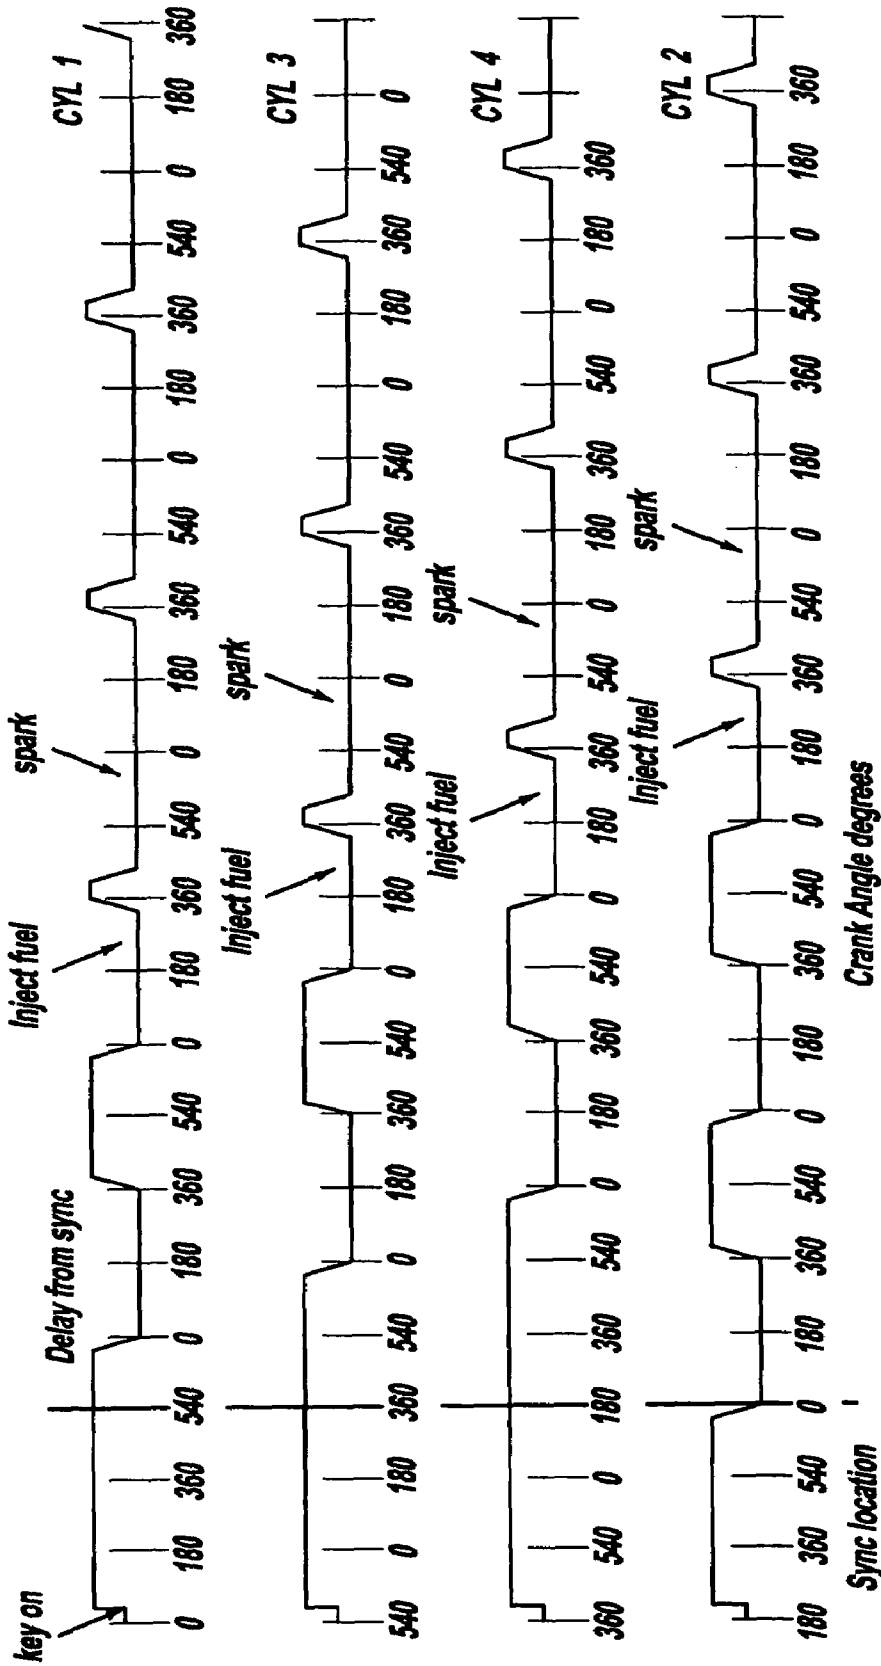 key on
Delay from sync
Inject fuel
spark
CYL 1
0 180 360 540 0 180 360 540 0 180 360 540 0 180 360 540 0 180 360 540 0 180 360
Inject fuel
spark
CYL 3
540 0 180 360 540 0 180 360 540 0 180 360 540 0 180 360 540 0 180 360 540 0
Inject fuel
spark
CYL 4
360 540 0 180 360 540 0 180 360 540 0 180 360 540 0 180 360 540 0 180 360
Inject fuel
spark
CYL 2
180 360 540 0 180 360 540 0 180 360 540 0 180 360 540 0 180 360 540 0 180 360
Sync location
Crank Angle degrees